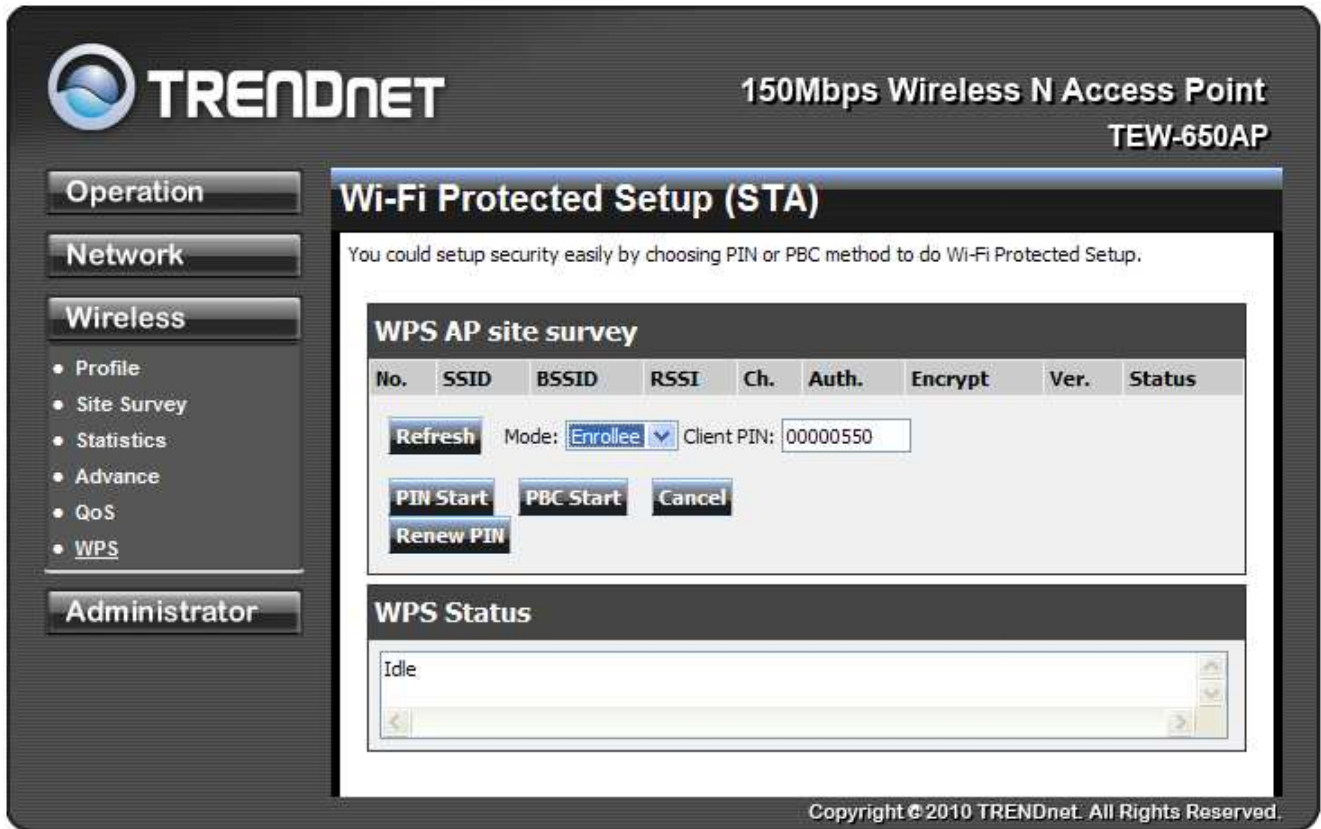 TRENDNET
150Mbps Wireless N Access Point
TEW-650AP
Operation
Network
Wireless
Profile
Site Survey
Statistics
Advance
QoS
WPS
Administrator
Wi-Fi Protected Setup (STA)
You could setup security easily by choosing PIN or PBC method to do Wi-Fi Protected Setup.
WPS AP site survey
No. SSID BSSID RSSI Ch. Auth. Encrypt Ver. Status
Refresh Mode: Enrollee Client PIN: 00000550
PIN Start PBC Start Cancel
Renew PIN
WPS Status
Idle
Copyright © 2010 TRENDnet. All Rights Reserved.